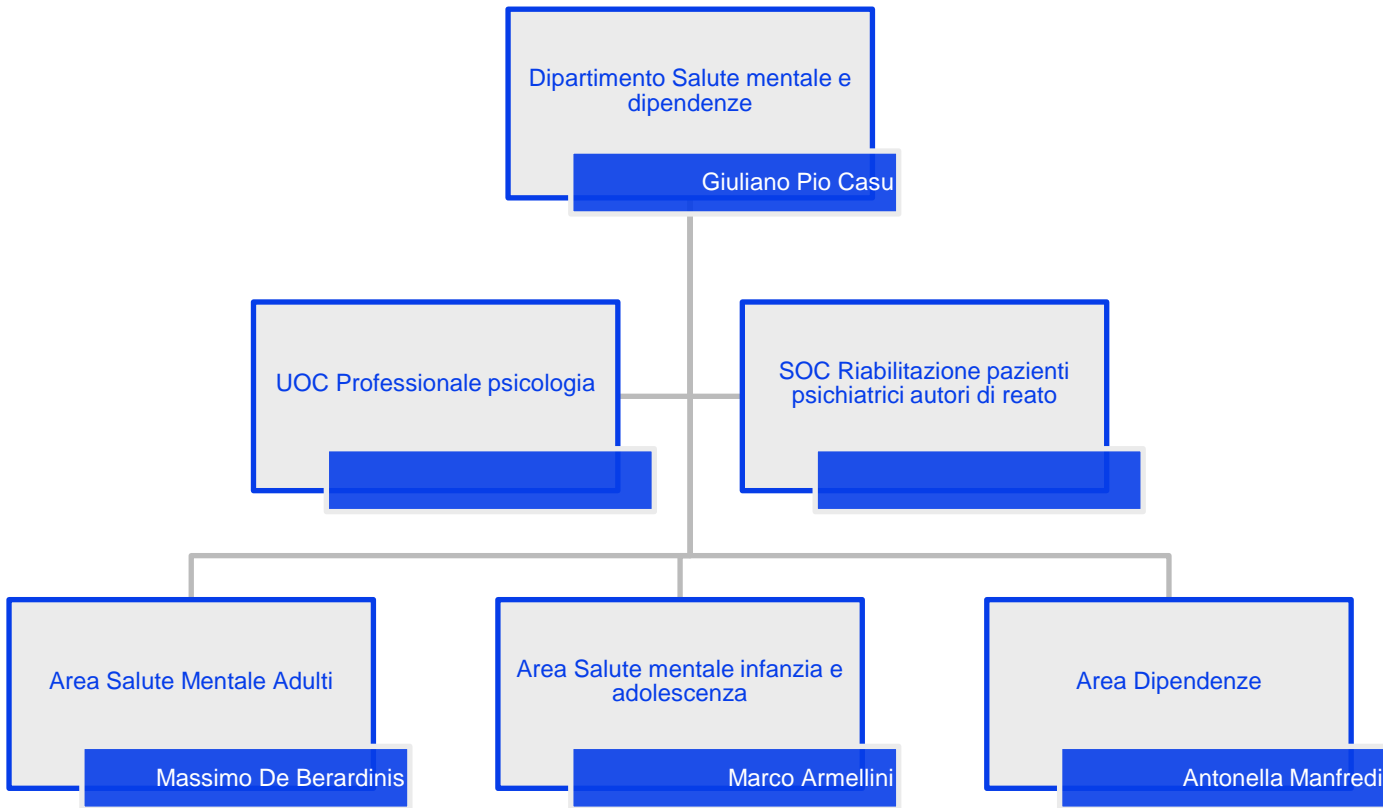 Dipartimento Salute mentale e
dipendenze
Giuliano Pio Casu
UOC Professionale psicologia
SOC Riabilitazione pazienti
psichiatrici autori di reato
Area Salute Mentale Adulti
Massimo De Berardinis
Area Salute mentale infanzia e
adolescenza
Marco Armellini
Area Dipendenze
Antonella Manfredi